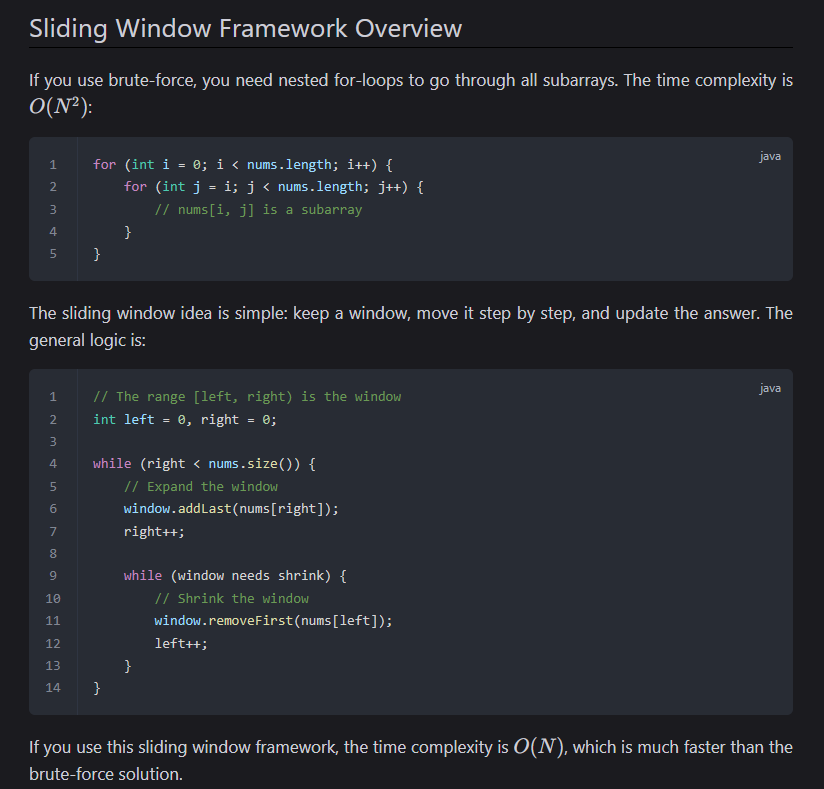 Sliding Window Framework Overview
If you use brute-force, you need nested for-loops to go through all subarrays. The time complexity is
O(N²):
java
1 for (int i = 0; i < nums.length; i++) {
2     for (int j = i; j < nums.length; j++) {
3         // nums[i, j] is a subarray
4     }
5 }
The sliding window idea is simple: keep a window, move it step by step, and update the answer. The
general logic is:
java
1 // The range [left, right) is the window
2 int left = 0, right = 0;
3
4 while (right < nums.size()) {
5     // Expand the window
6     window.addLast(nums[right]);
7     right++;
8
9     while (window needs shrink) {
10         // Shrink the window
11         window.removeFirst(nums[left]);
12         left++;
13     }
14 }
If you use this sliding window framework, the time complexity is O(N), which is much faster than the
brute-force solution.